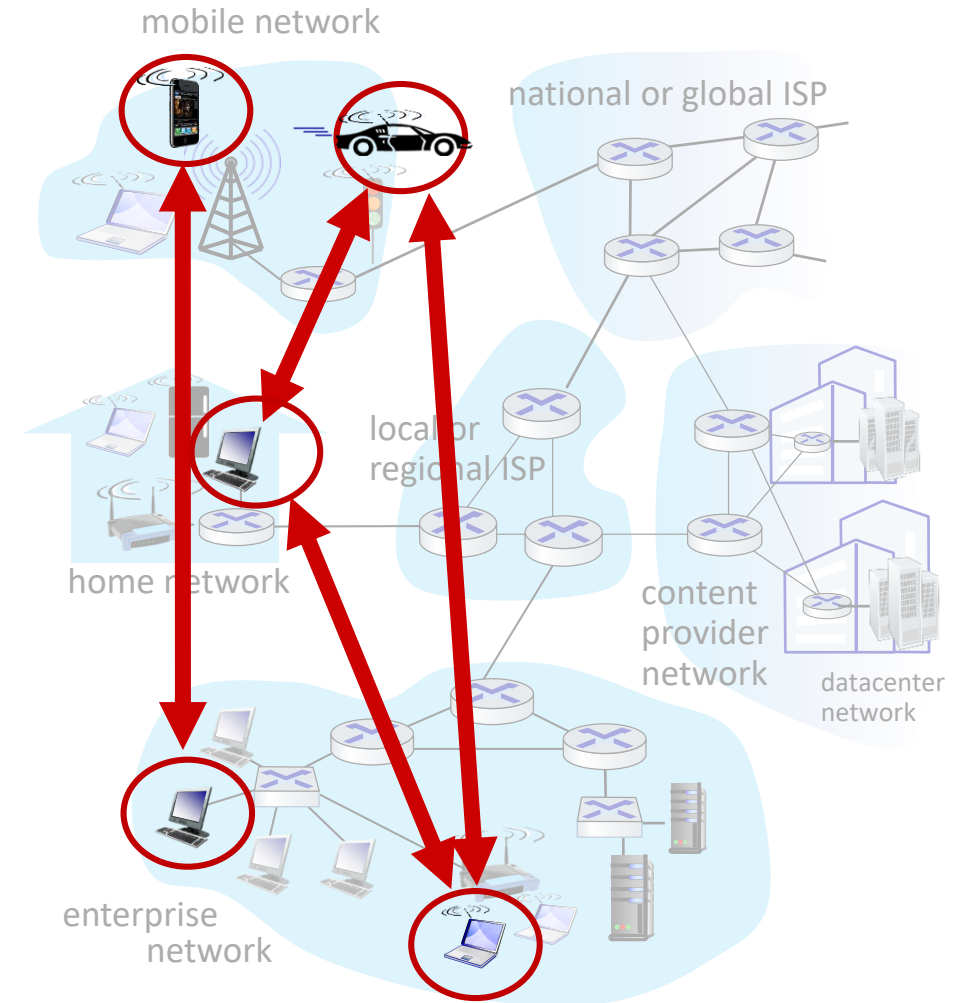 mobile network
national or global ISP
local or
regional ISP
home network
content
provider
network
datacenter
network
enterprise
network